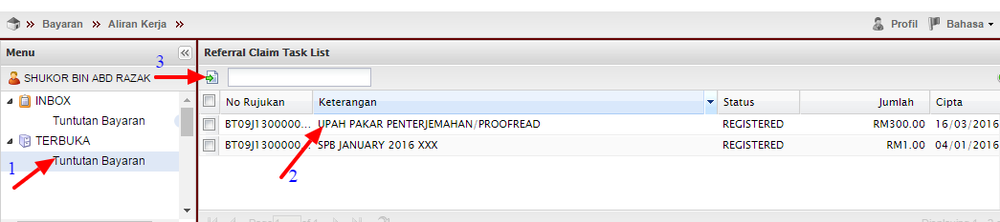 » Bayaran » Aliran Kerja » Profil Bahasa
Menu « Referral Claim Task List
3
SHUKOR BIN ABD RAZAK
INBOX No Rujukan Keterangan Status Jumlah Cipta
Tuntutan Bayaran BT09J1300000... UPAH PAKAR PENTERJEMAHAN/PROOFREAD REGISTERED RM300.00 16/03/2016
TERBUKA BT09J1300000... SPB JANUARY 2016 XXX REGISTERED RM1.00 04/01/2016
1 Tuntutan Bayaran
2